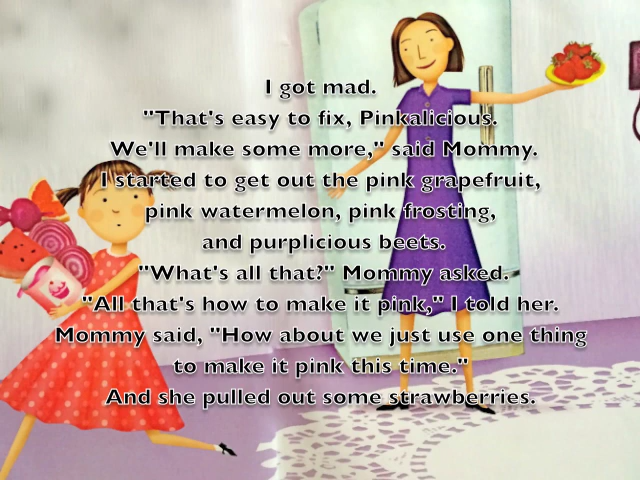 I got mad.
"That's easy to fix, Pinkalicious.
We'll make some more," said Mommy.
I started to get out the pink grapefruit,
pink watermelon, pink frosting,
and purplicious beets.
"What's all that?" Mommy asked.
"All that's how to make it pink," I told her.
Mommy said, "How about we just use one thing
to make it pink this time."
And she pulled out some strawberries.